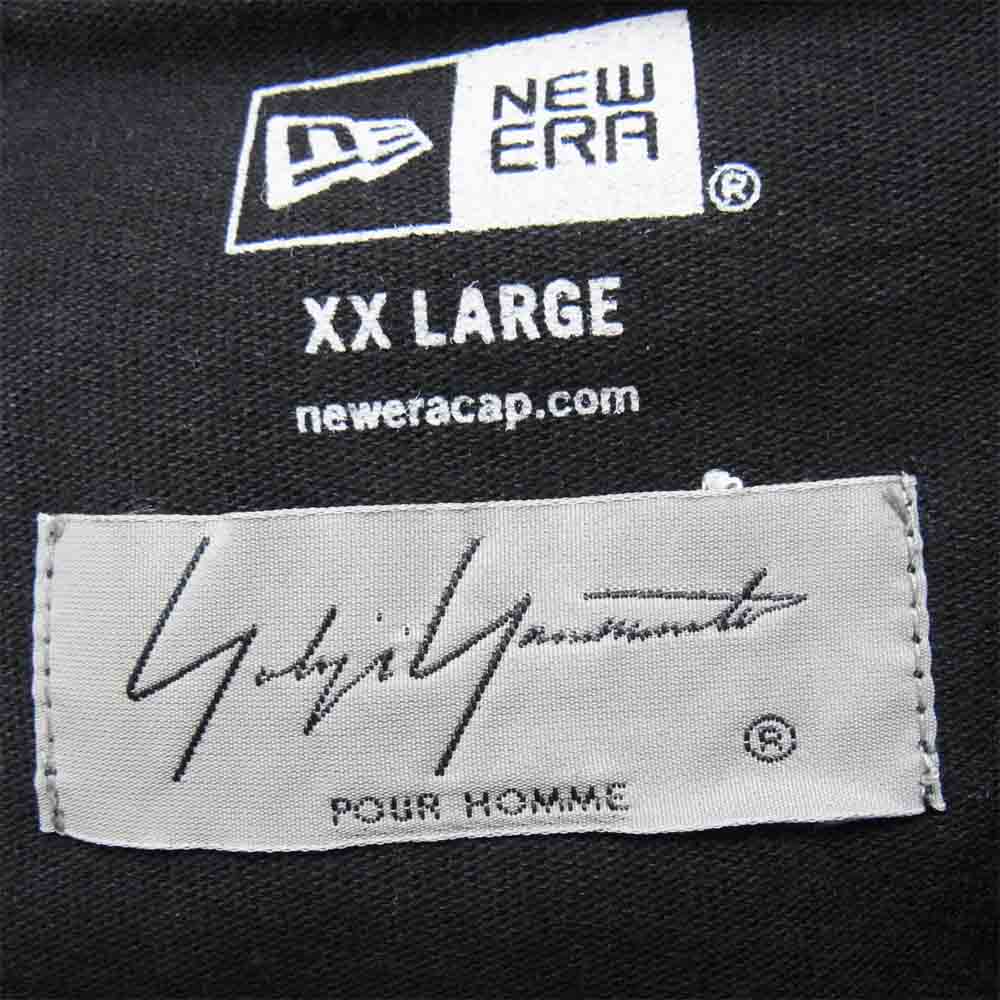 NEW
ERA ®
XX LARGE
neweracap.com
Yohji Yamamoto
®
POUR HOMME